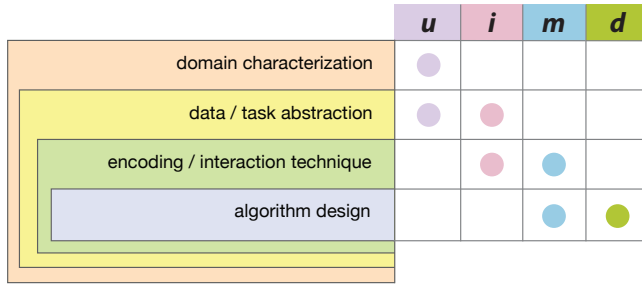 u i m d
domain characterization
data / task abstraction
encoding / interaction technique
algorithm design